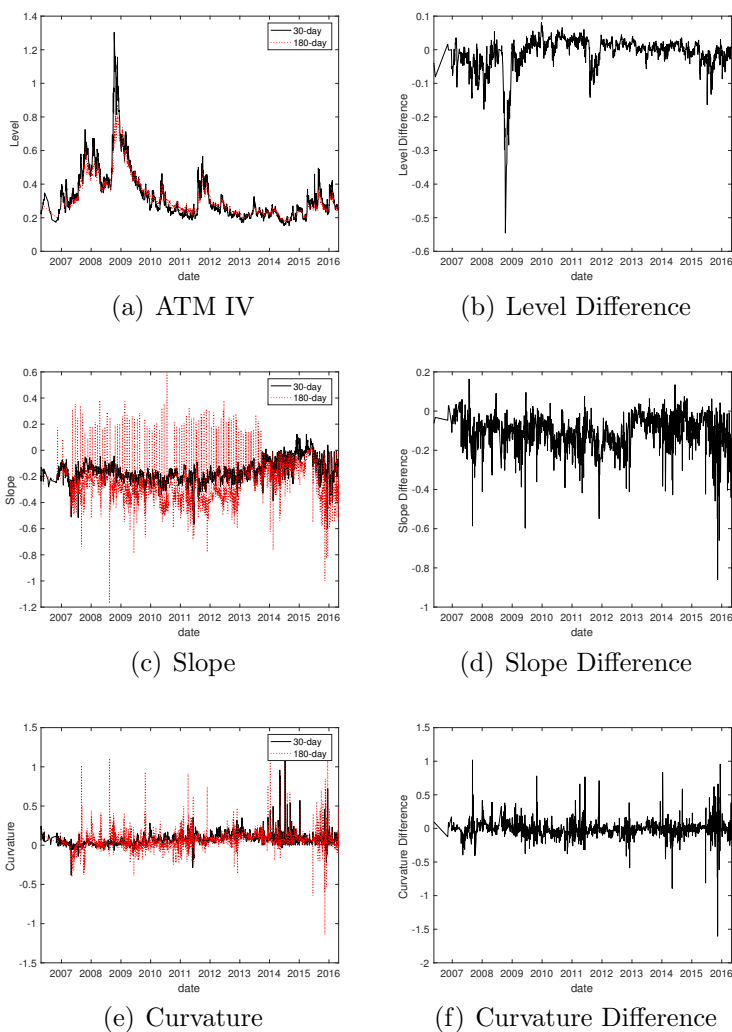 1.4
1.2
1
0.8
0.6
0.4
0.2
0
Level
30-day
180-day
2007 2008 2009 2010 2011 2012 2013 2014 2015 2016
date
(a) ATM IV
0.1
0
-0.1
-0.2
-0.3
-0.4
-0.5
-0.6
Level Difference
2007 2008 2009 2010 2011 2012 2013 2014 2015 2016
date
(b) Level Difference
0.6
0.4
0.2
0
-0.2
-0.4
-0.6
-0.8
-1
-1.2
Slope
30-day
180-day
2007 2008 2009 2010 2011 2012 2013 2014 2015 2016
date
(c) Slope
0.2
0
-0.2
-0.4
-0.6
-0.8
-1
Slope Difference
2007 2008 2009 2010 2011 2012 2013 2014 2015 2016
date
(d) Slope Difference
1.5
1
0.5
0
-0.5
-1
-1.5
Curvature
30-day
180-day
2007 2008 2009 2010 2011 2012 2013 2014 2015 2016
date
(e) Curvature
1.5
1
0.5
0
-0.5
-1
-1.5
-2
Curvature Difference
2007 2008 2009 2010 2011 2012 2013 2014 2015 2016
date
(f) Curvature Difference